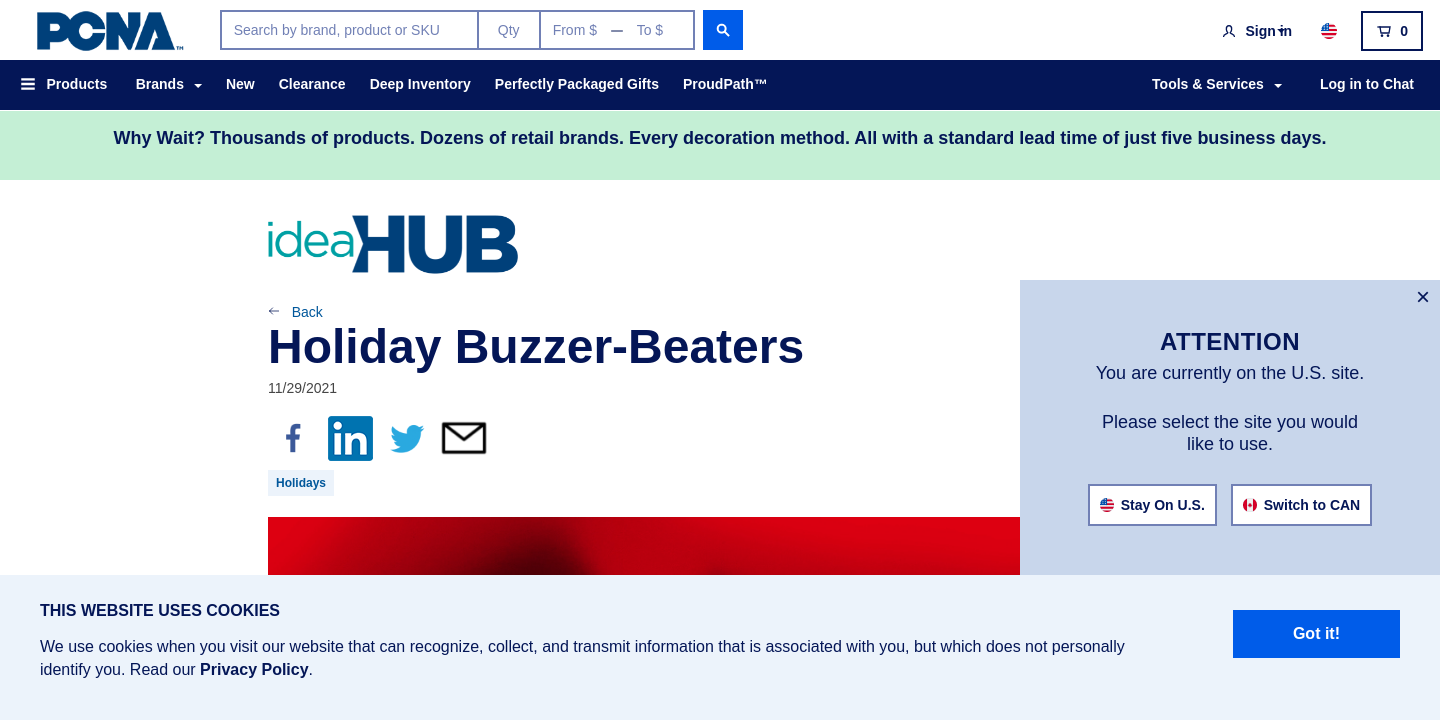 PCNA™
Search by brand, product or SKU
Qty
From $ — To $
Sign in
0
Products
Brands
New
Clearance
Deep Inventory
Perfectly Packaged Gifts
ProudPath™
Tools & Services
Log in to Chat
Why Wait? Thousands of products. Dozens of retail brands. Every decoration method. All with a standard lead time of just five business days.
ideaHUB
Back
Holiday Buzzer-Beaters
11/29/2021
Holidays
ATTENTION
You are currently on the U.S. site.
Please select the site you would
like to use.
Stay On U.S.
Switch to CAN
THIS WEBSITE USES COOKIES
We use cookies when you visit our website that can recognize, collect, and transmit information that is associated with you, but which does not personally
identify you. Read our Privacy Policy.
Got it!